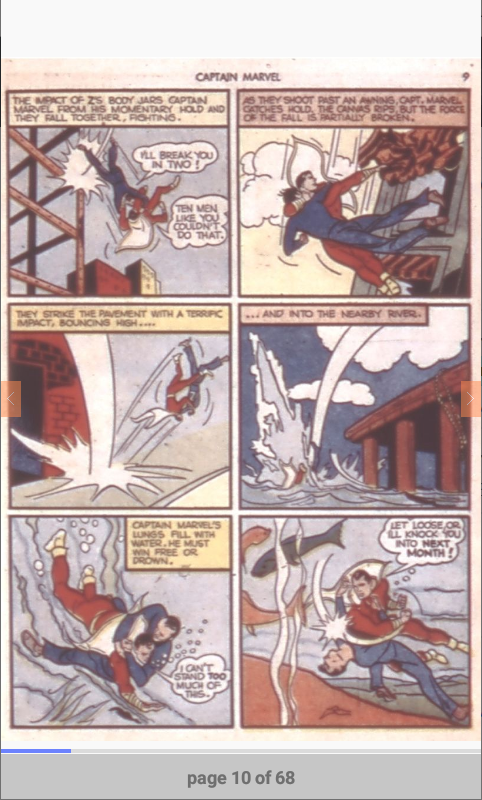 CAPTAIN MARVEL
9
THE IMPACT OF Z'S BODY JARS CAPTAIN
MARVEL FROM HIS MOMENTARY HOLD AND
THEY FALL TOGETHER, FIGHTING.
I'LL BREAK YOU
IN TWO!
TEN MEN
LIKE YOU
COULDN'T
DO THAT.
AS THEY SHOOT PAST AN AWNING, CAPT. MARVEL
CATCHES HOLD. THE CANVAS RIPS, BUT THE FORCE
OF THE FALL IS PARTIALLY BROKEN.
THEY STRIKE THE PAVEMENT WITH A TERRIFIC
IMPACT, BOUNCING HIGH....
...AND INTO THE NEARBY RIVER.
CAPTAIN MARVEL'S
LUNGS FILL WITH
WATER. HE MUST
WIN FREE OR
DROWN.
I CAN'T
STAND TOO
MUCH OF
THIS.
LET LOOSE, OR
I'LL KNOCK YOU
INTO NEXT
MONTH!
page 10 of 68